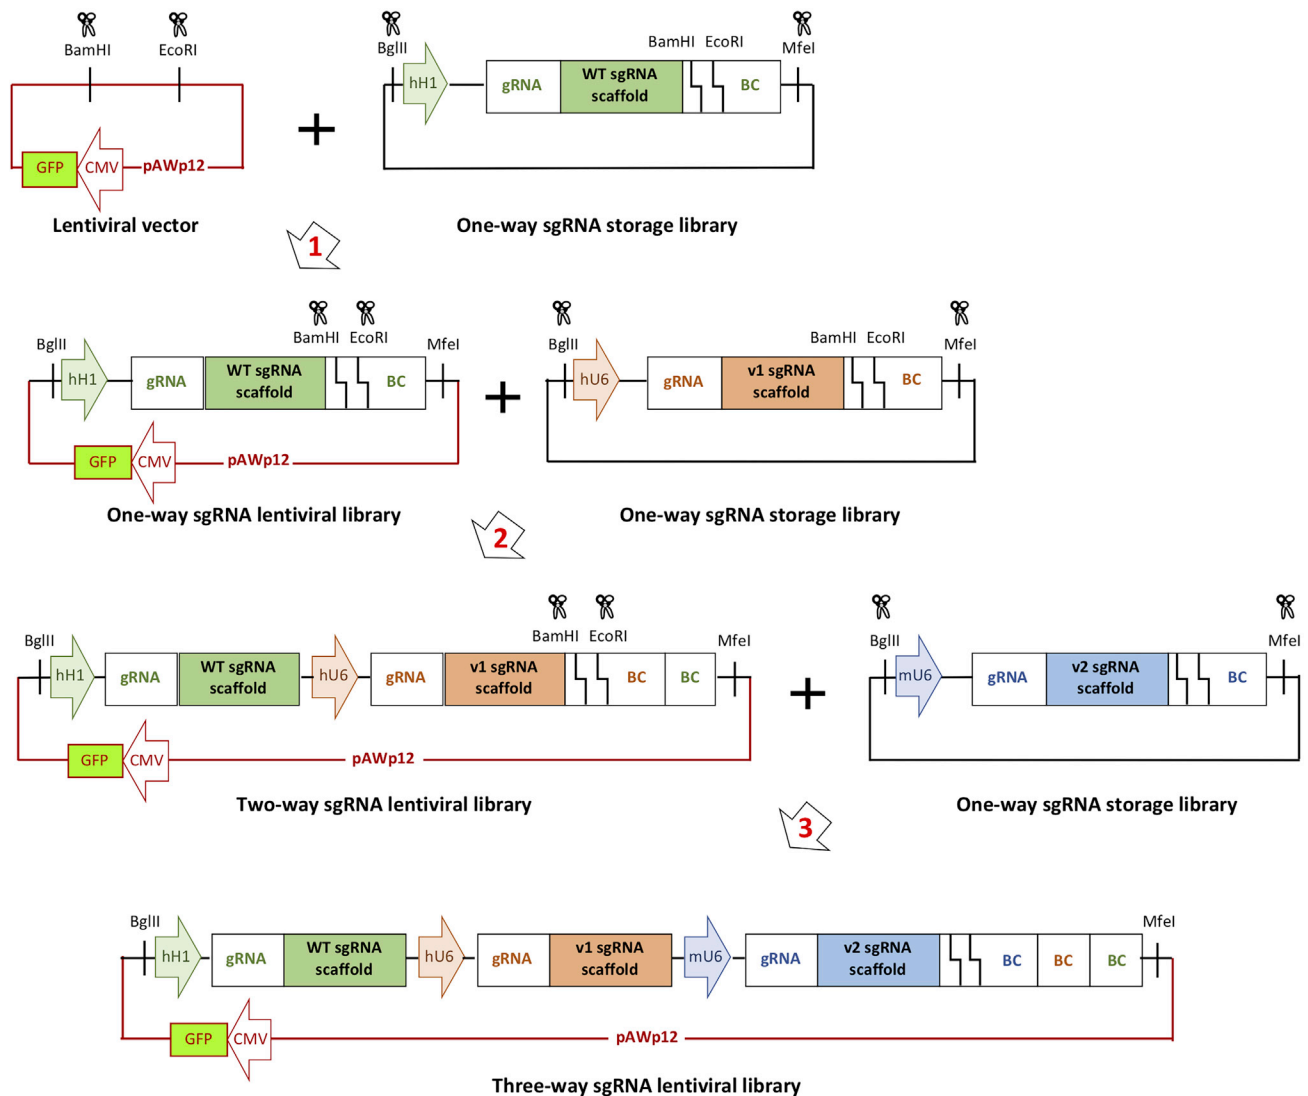 BamHI EcoRI
BglII BamHI EcoRI MfeI
hH1 gRNA WT sgRNA scaffold BC
GFP CMV pAWp12
Lentiviral vector
One-way sgRNA storage library
1
BglII BamHI EcoRI MfeI
hH1 gRNA WT sgRNA scaffold BC
GFP CMV pAWp12
BglII BamHI EcoRI MfeI
hU6 gRNA v1 sgRNA scaffold BC
One-way sgRNA lentiviral library
One-way sgRNA storage library
2
BglII BamHI EcoRI MfeI
hH1 gRNA WT sgRNA scaffold hU6 gRNA v1 sgRNA scaffold BC BC
GFP CMV pAWp12
BglII MfeI
mU6 gRNA v2 sgRNA scaffold BC
Two-way sgRNA lentiviral library
One-way sgRNA storage library
3
BglII MfeI
hH1 gRNA WT sgRNA scaffold hU6 gRNA v1 sgRNA scaffold mU6 gRNA v2 sgRNA scaffold BC BC BC
GFP CMV pAWp12
Three-way sgRNA lentiviral library